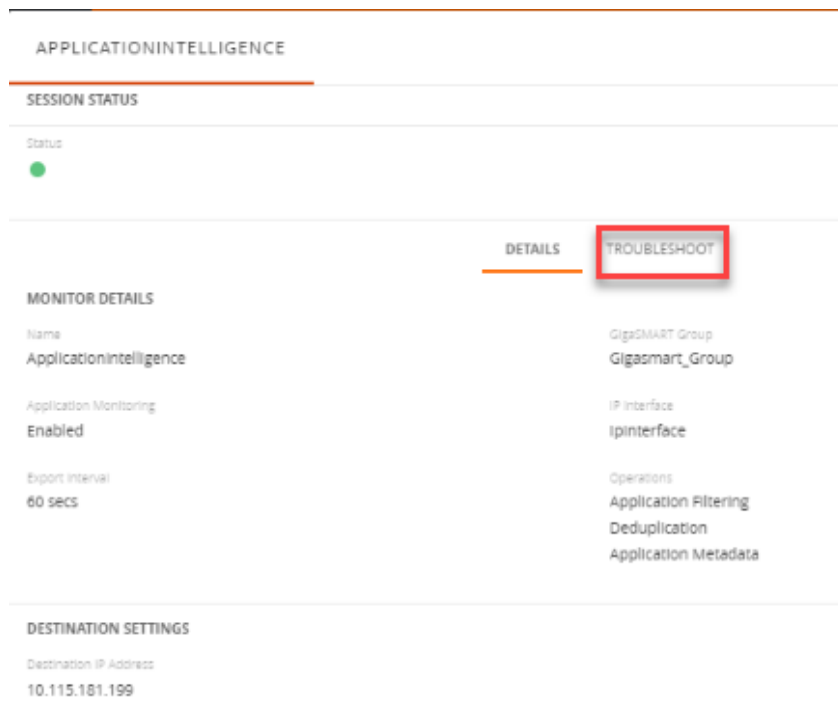 APPLICATIONINTELLIGENCE
SESSION STATUS
Status
DETAILS
TROUBLESHOOT
MONITOR DETAILS
Name
ApplicationIntelligence
GigaSMART Group
Gigasmart_Group
Application Monitoring
Enabled
IP Interface
Ipinterface
Export Interval
60 secs
Operations
Application Filtering
Deduplication
Application Metadata
DESTINATION SETTINGS
Destination IP Address
10.115.181.199